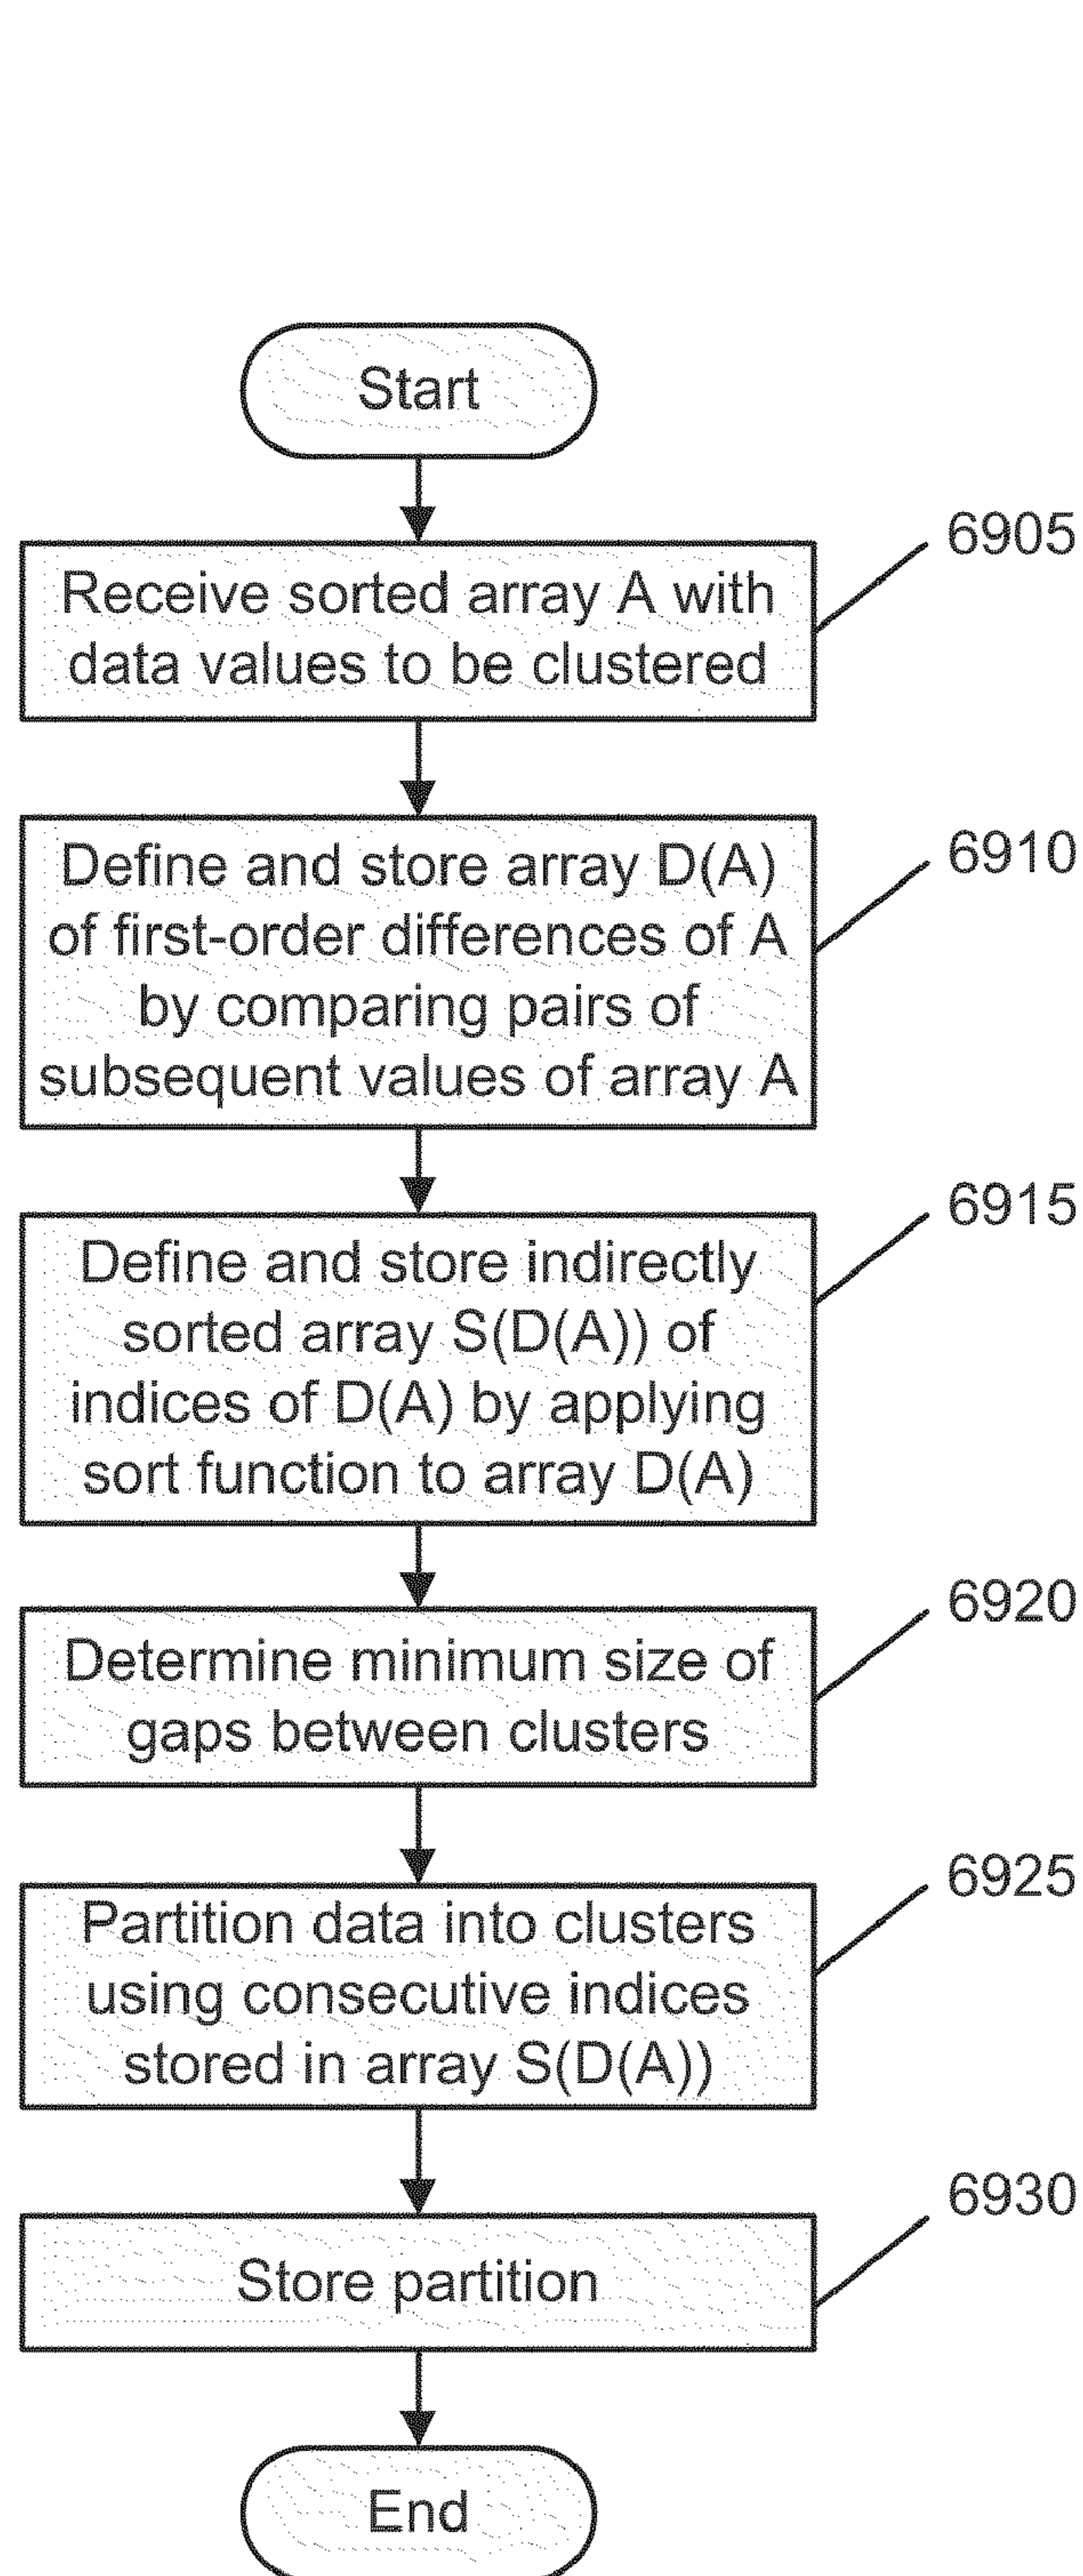 Start
6905
Receive sorted array A with
data values to be clustered
6910
Define and store array D(A)
of first-order differences of A
by comparing pairs of
subsequent values of array A
6915
Define and store indirectly
sorted array S(D(A)) of
indices of D(A) by applying
sort function to array D(A)
6920
Determine minimum size of
gaps between clusters
6925
Partition data into clusters
using consecutive indices
stored in array S(D(A))
6930
Store partition
End